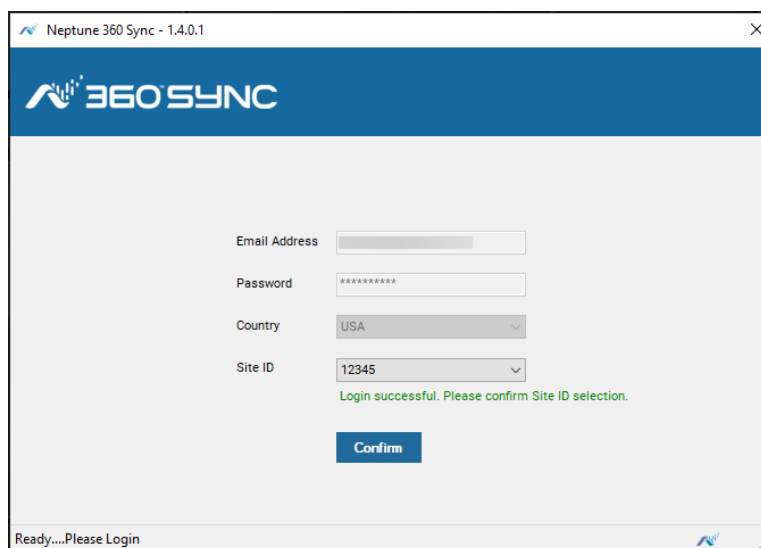 Neptune 360 Sync - 1.4.0.1
360™SYNC
Email Address
Password
**********
Country
USA
Site ID
12345
Login successful. Please confirm Site ID selection.
Confirm
Ready....Please Login